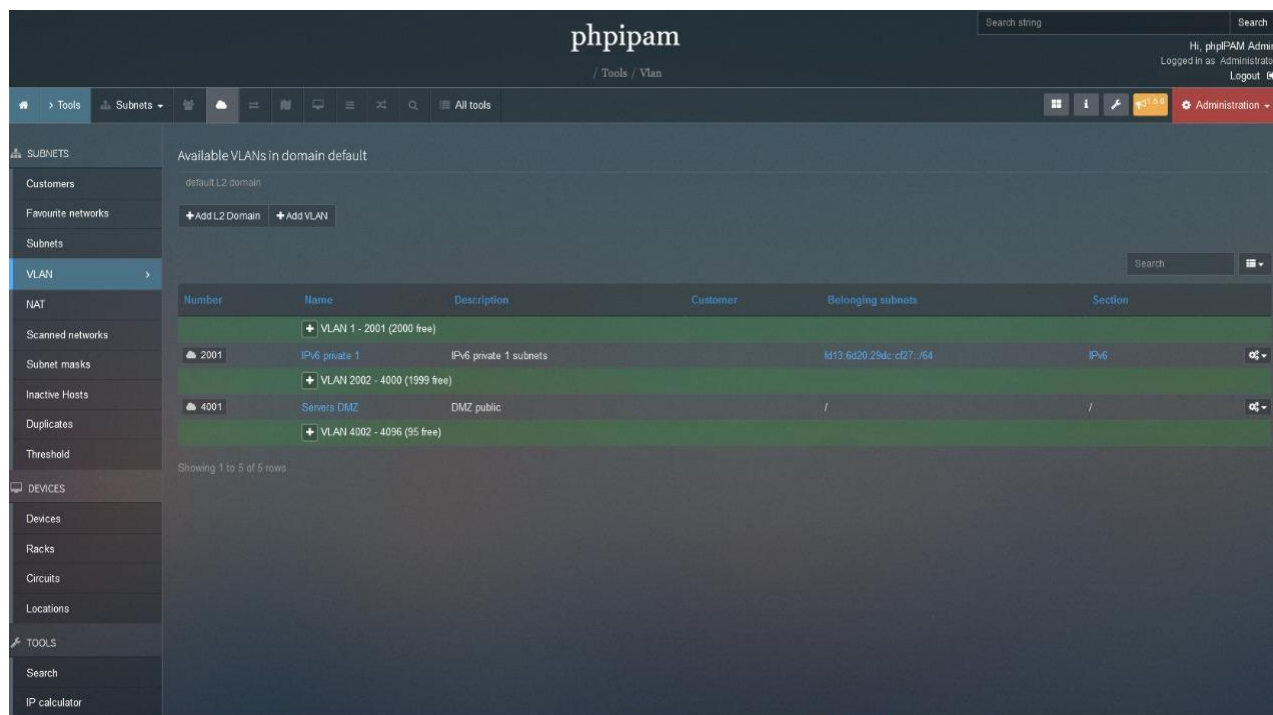 phpipam
/ Tools / Vlan
Search string
Search
Hi, phpIPAM Admi
Logged in as Administrato
Logout
> Tools
Subnets
All tools
1.5.0
Administration
SUBNETS
Customers
Favourite networks
Subnets
VLAN
NAT
Scanned networks
Subnet masks
Inactive Hosts
Duplicates
Threshold
DEVICES
Devices
Racks
Circuits
Locations
TOOLS
Search
IP calculator
Available VLANs in domain default
default L2 domain
+ Add L2 Domain + Add VLAN
Search
Number Name Description Customer Belonging subnets Section
+ VLAN 1 - 2001 (2000 free)
2001 IPv6 private 1 IPv6 private 1 subnets fd13:6d20:29dc:cf27::/64 IPv6
+ VLAN 2002 - 4000 (1999 free)
4001 Servers DMZ DMZ public / /
+ VLAN 4002 - 4096 (95 free)
Showing 1 to 5 of 5 rows